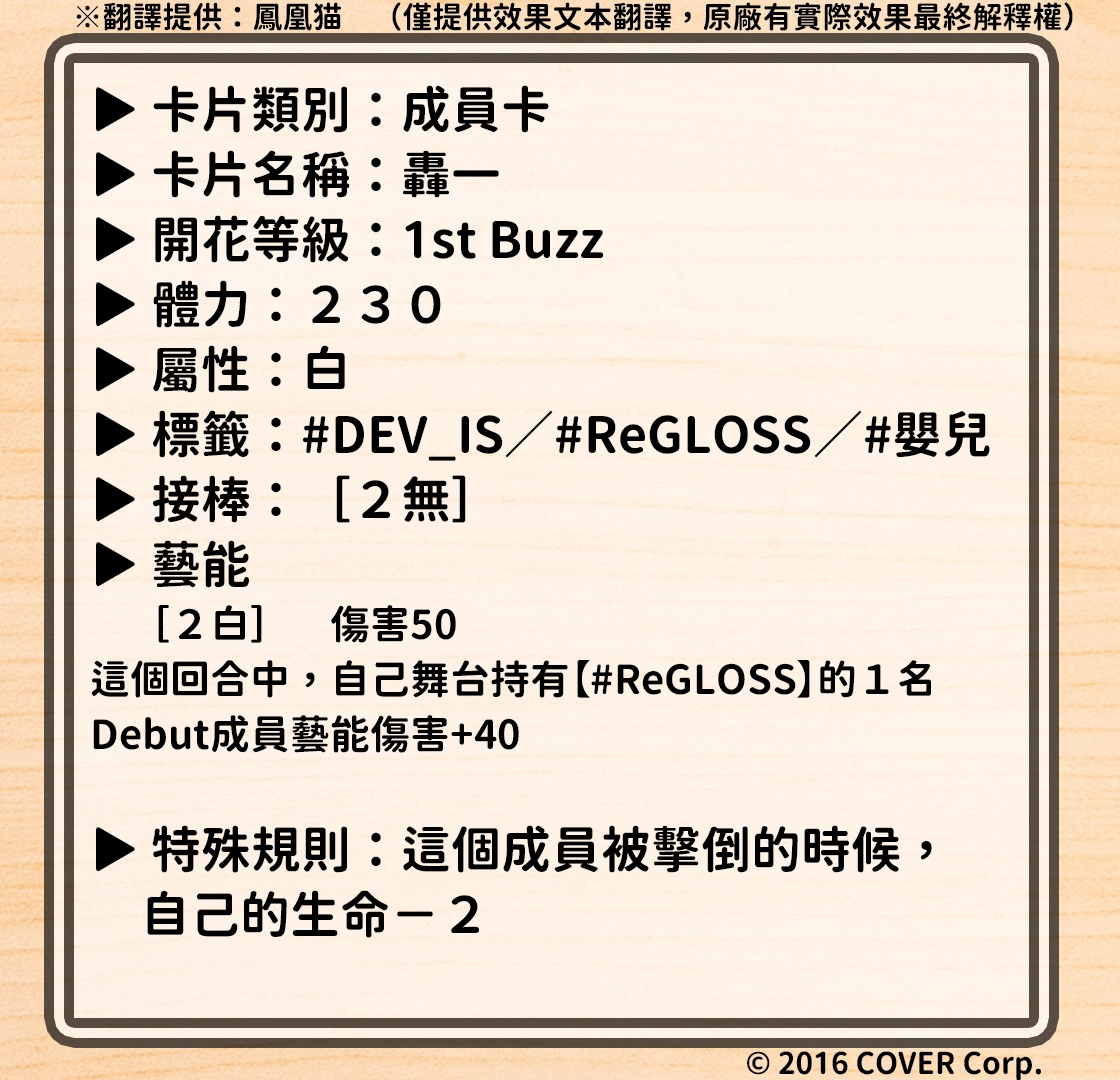 ※翻譯提供：鳳凰猫　（僅提供效果文本翻譯，原廠有實際效果最終解釋權）
▶ 卡片類別：成員卡
▶ 卡片名稱：轟一
▶ 開花等級：1st Buzz
▶ 體力：２３０
▶ 屬性：白
▶ 標籤：#DEV_IS／#ReGLOSS／#嬰兒
▶ 接棒：［２無］
▶ 藝能
［２白］　傷害50
這個回合中，自己舞台持有【#ReGLOSS】的１名
Debut成員藝能傷害+40
▶ 特殊規則：這個成員被擊倒的時候，
自己的生命－２
© 2016 COVER Corp.